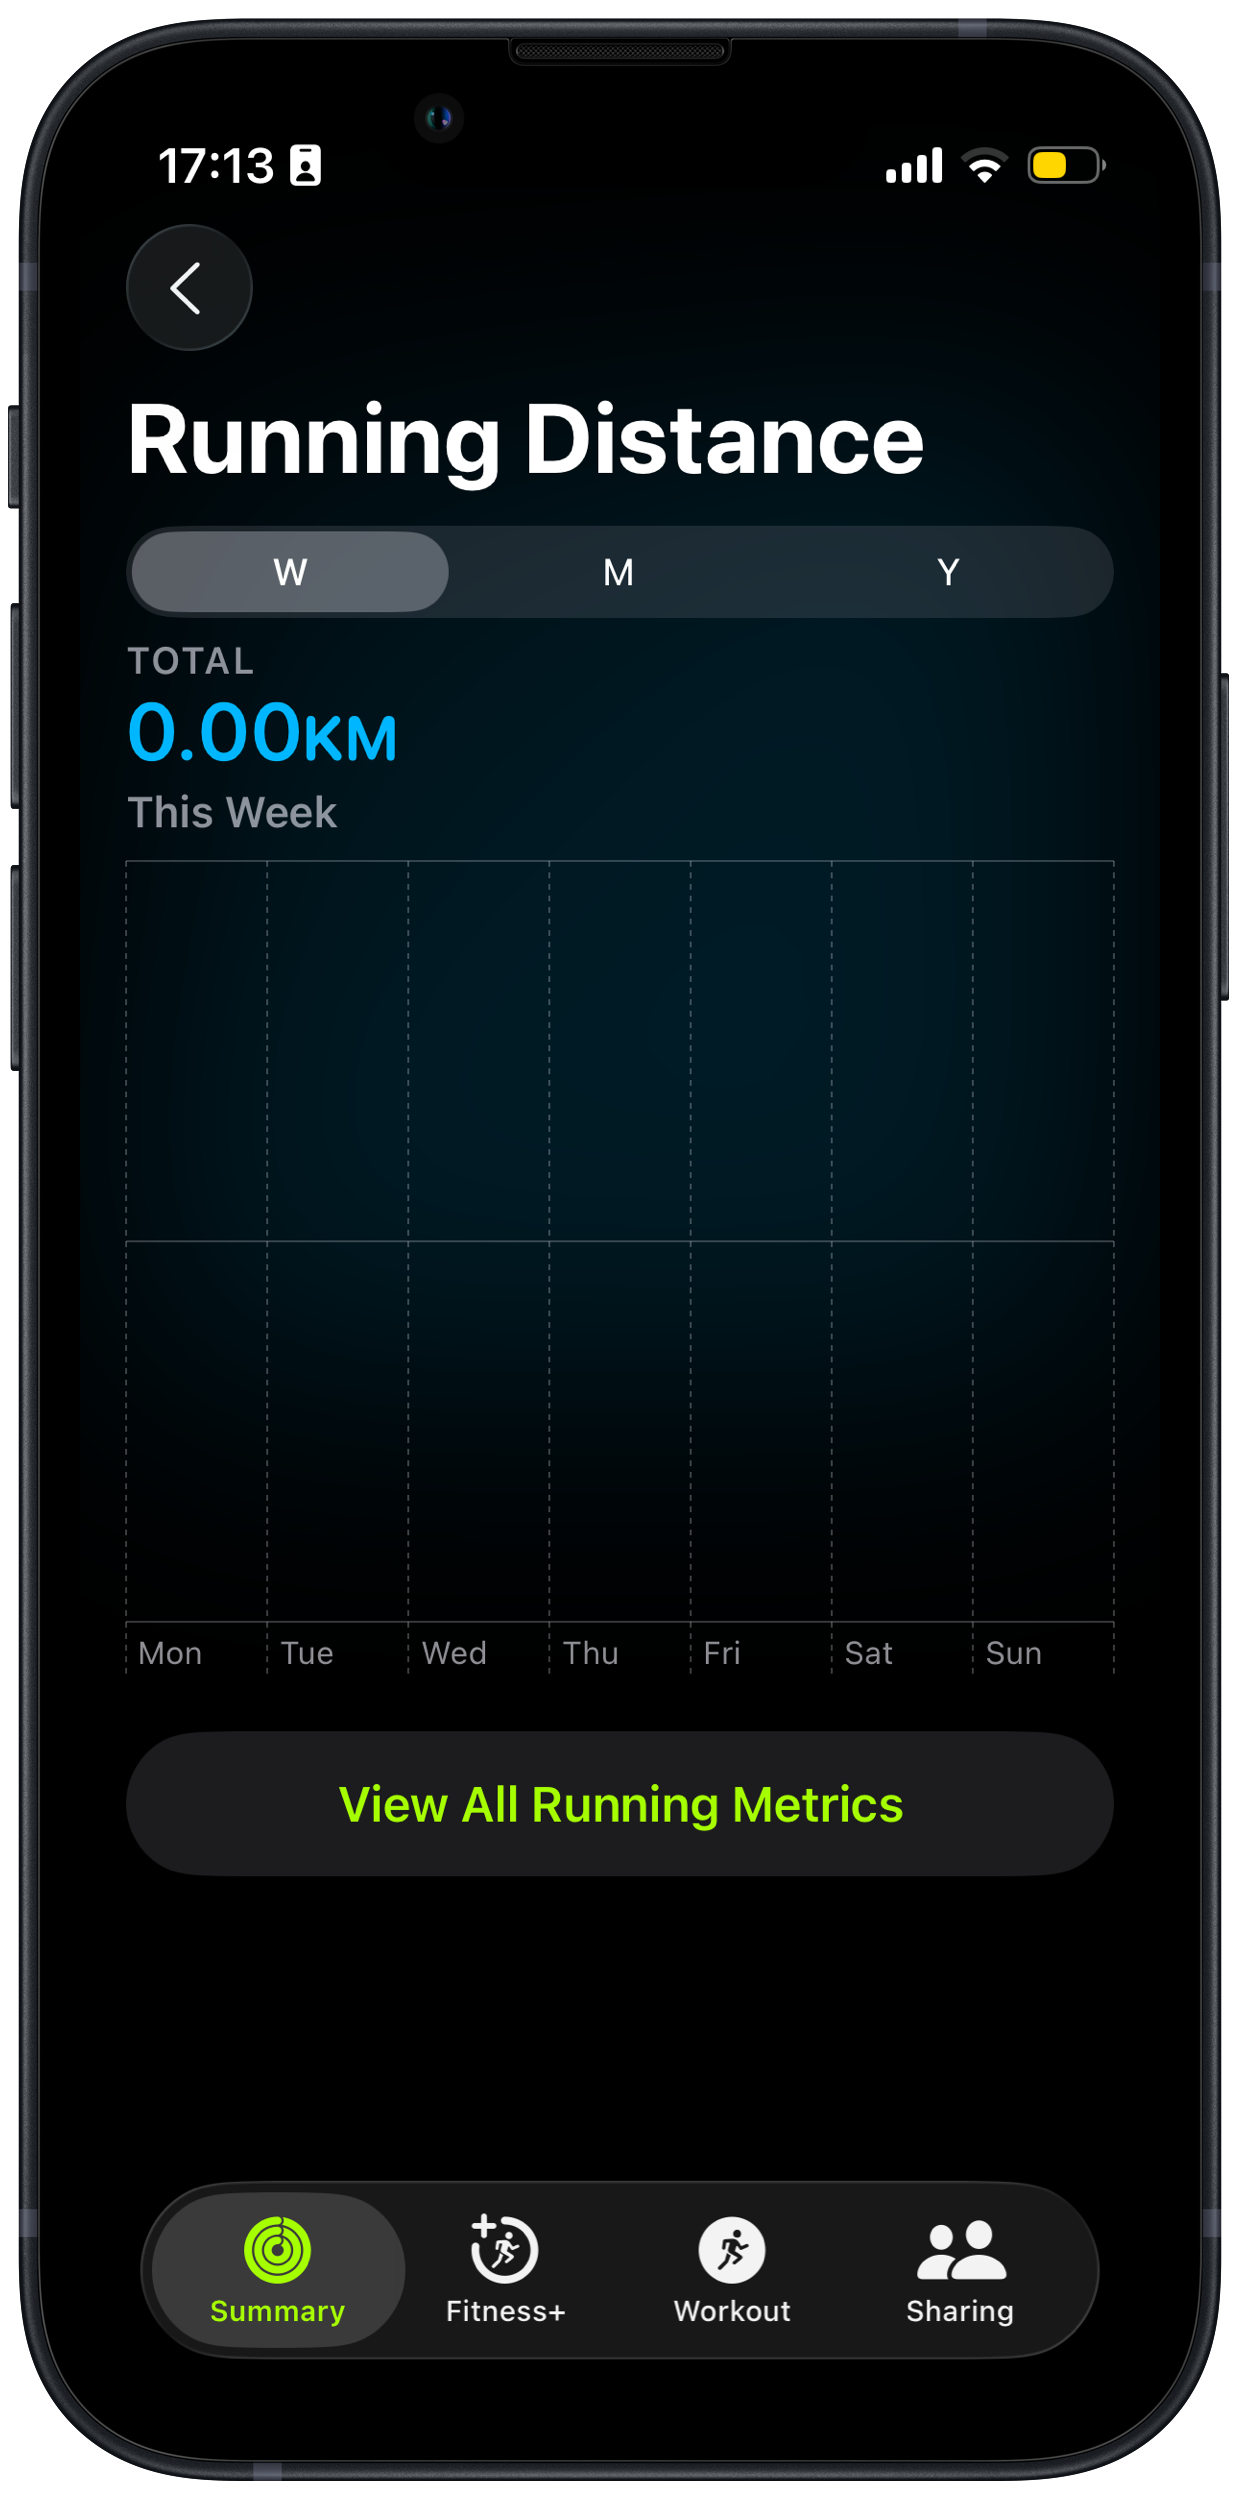 17:13
Running Distance
W M Y
TOTAL
0.00KM
This Week
Mon Tue Wed Thu Fri Sat Sun
View All Running Metrics
Summary Fitness+ Workout Sharing